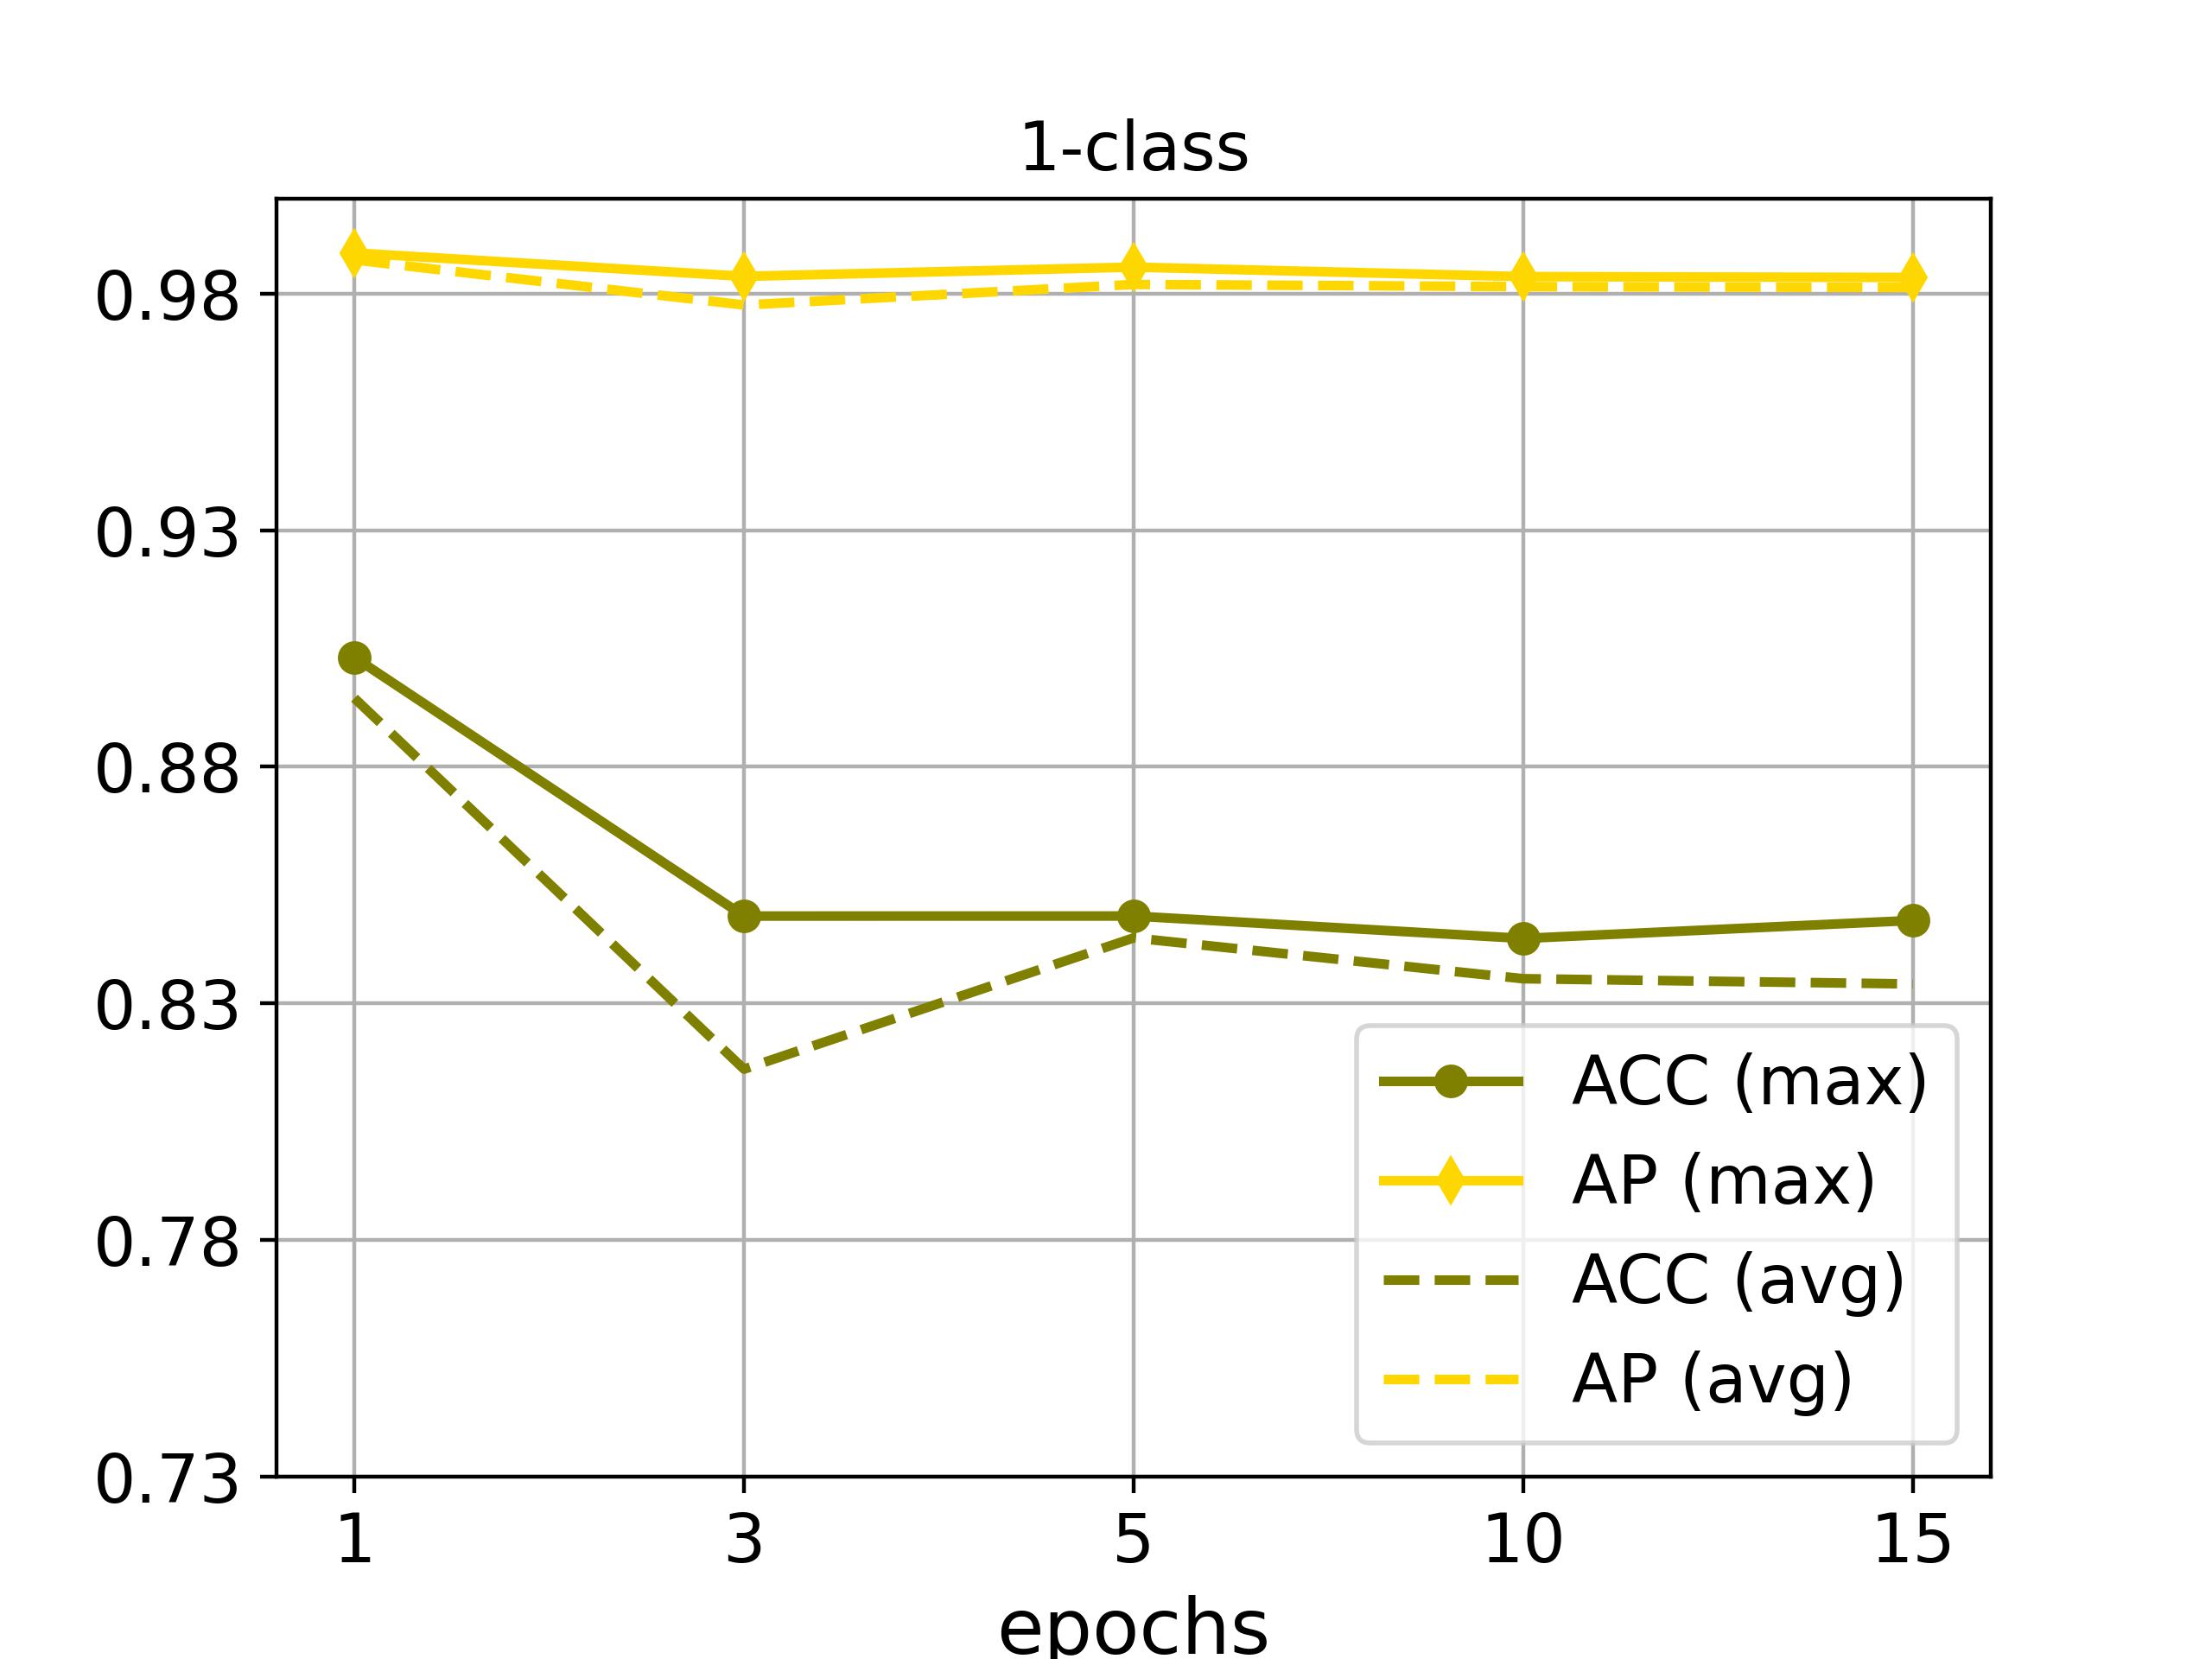 1-class
0.98
0.93
0.88
0.83
0.78
0.73
ACC (max)
AP (max)
ACC (avg)
AP (avg)
1 3 5 10 15
epochs